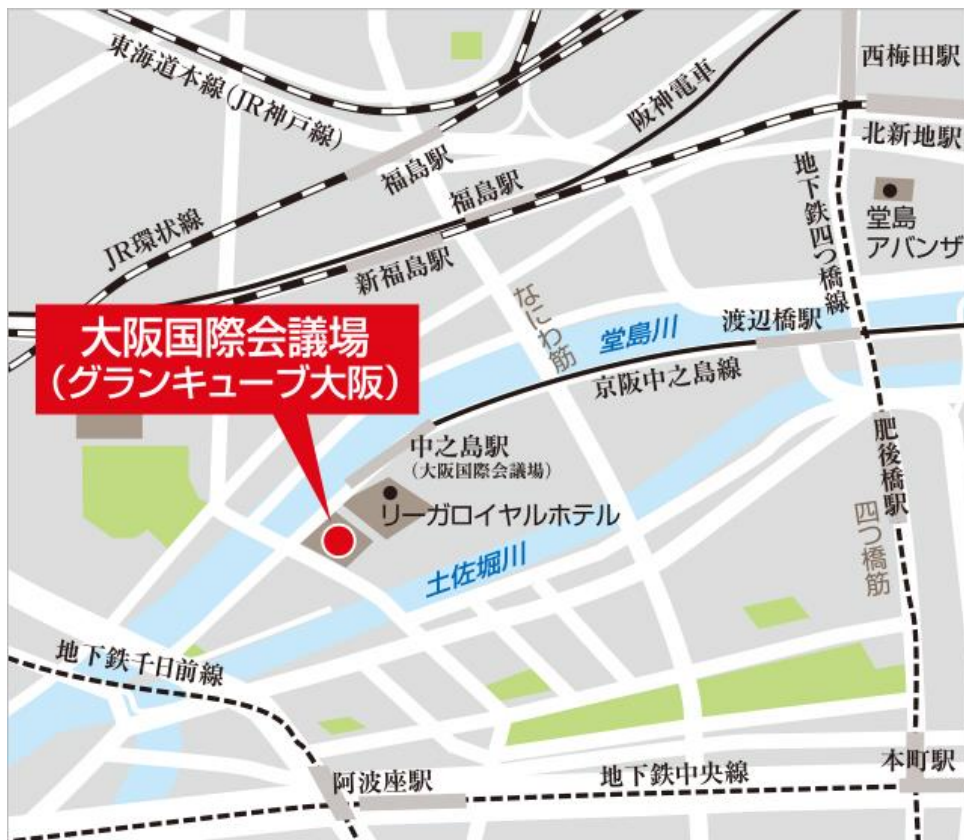 西梅田駅
東海道本線(JR神戸線)
阪神電車
北新地駅
福島駅
福島駅
地下鉄四つ橋線
堂島
アバンザ
JR環状線
新福島駅
なにわ筋
大阪国際会議場
（グランキューブ大阪）
堂島川
渡辺橋駅
京阪中之島線
中之島駅
（大阪国際会議場）
肥後橋駅
リーガロイヤルホテル
四つ橋筋
土佐堀川
地下鉄千日前線
阿波座駅
地下鉄中央線
本町駅